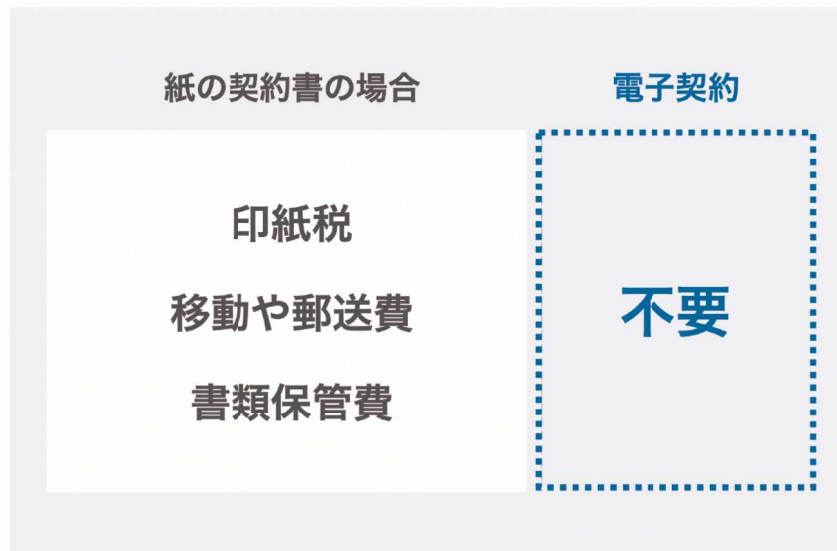 紙の契約書の場合
電子契約
印紙税
移動や郵送費
書類保管費
不要